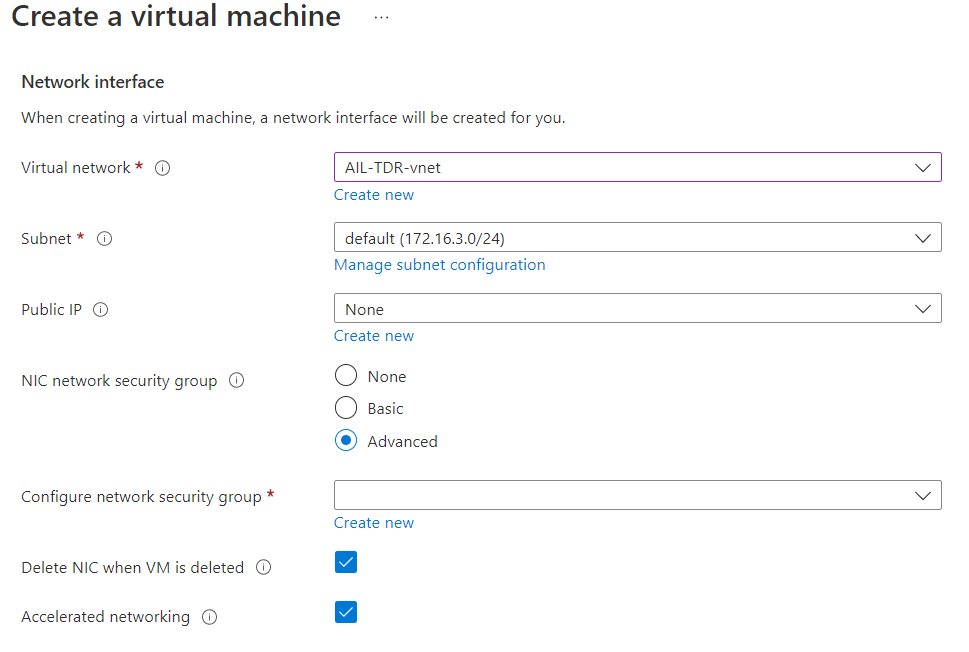 Create a virtual machine ...
Network interface
When creating a virtual machine, a network interface will be created for you.
Virtual network *
AIL-TDR-vnet
Create new
Subnet *
default (172.16.3.0/24)
Manage subnet configuration
Public IP
None
Create new
NIC network security group
None
Basic
Advanced
Configure network security group *
Create new
Delete NIC when VM is deleted
Accelerated networking